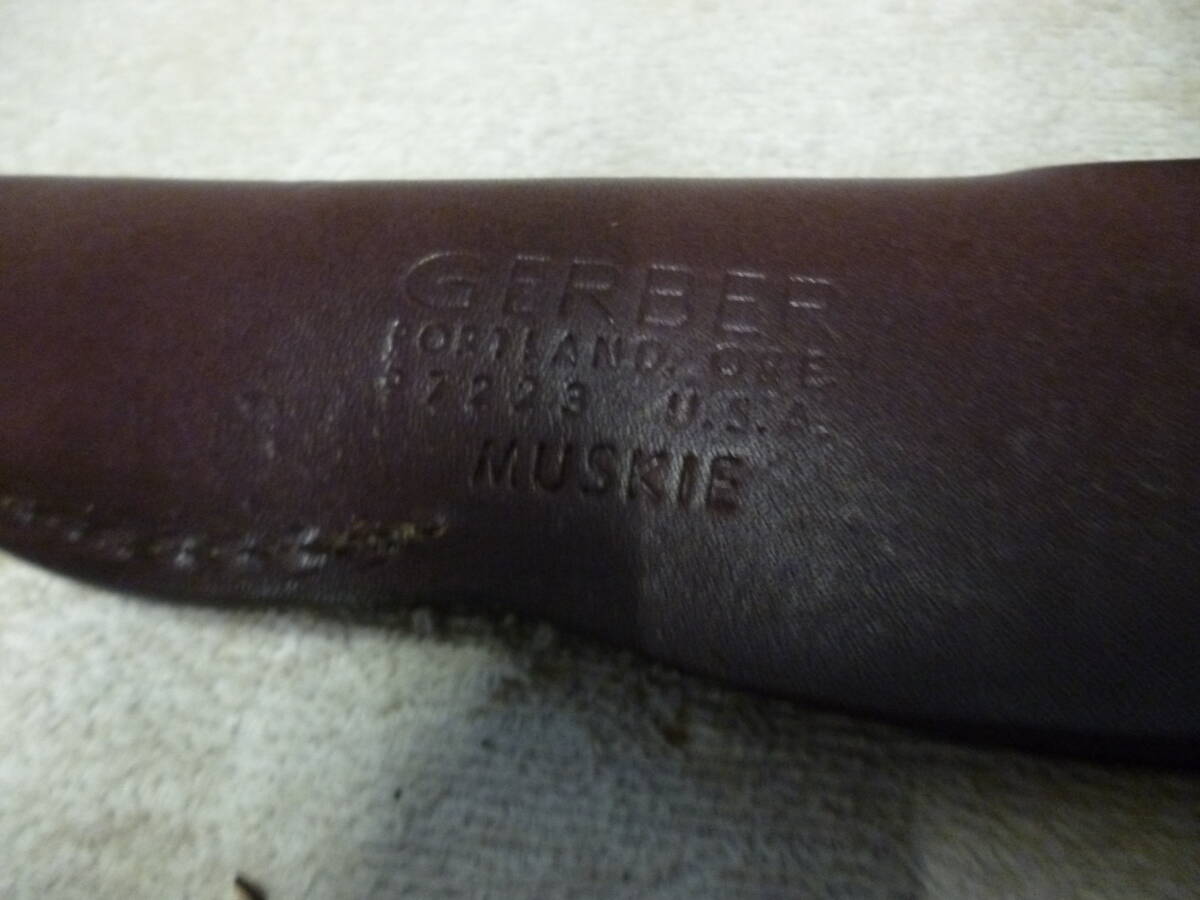 GERBER
PORTLAND, ORE
97223 U.S.A.
MUSKIE